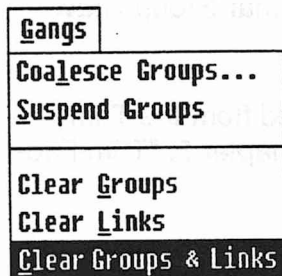 Gangs
Coalesce Groups...
Suspend Groups
Clear Groups
Clear Links
Clear Groups & Links